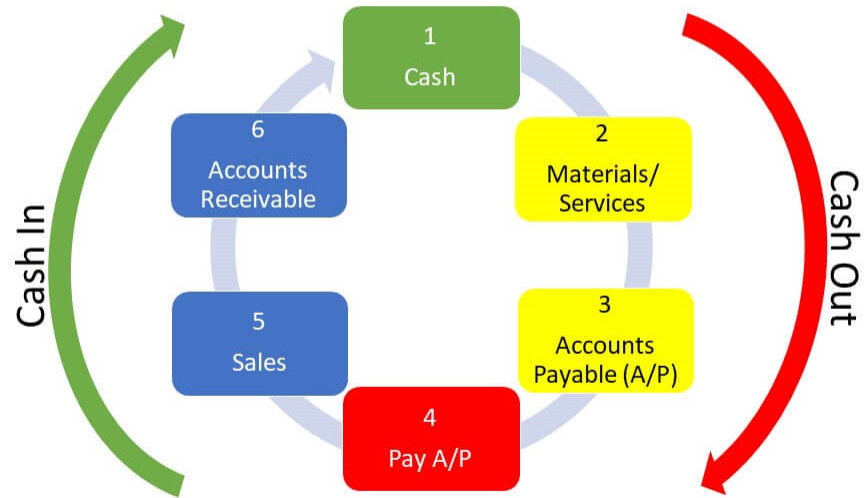 1
Cash
2
Materials/
Services
3
Accounts
Payable (A/P)
4
Pay A/P
5
Sales
6
Accounts
Receivable
Cash In
Cash Out